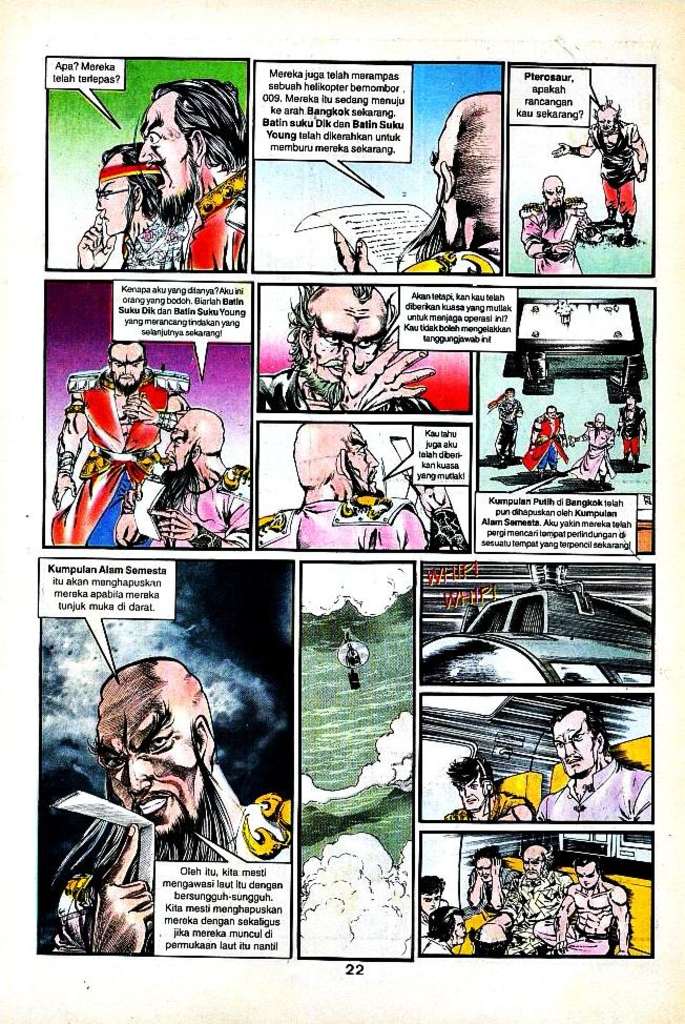 Apa? Mereka
telah terlepas?
Mereka juga telah merampas
sebuah helikopter bernombor
009. Mereka itu sedang menuju
ke arah Bangkok sekarang.
Batin suku Dik dan Batin Suku
Young telah dikerahkan untuk
memburu mereka sekarang.
Pterosaur,
apakah
rancangan
kau sekarang?
Kenapa aku yang ditanya? Aku ini
orang yang bodoh. Biarlah Batin
Suku Dik dan Batin Suku Young
yang merancang tindakan yang
selanjutnya sekarang!
Akan tetapi, kan kau telah
diberikan kuasa yang mutlak
untuk menjaga operasi ini?
Kau tidak boleh mengelakkan
tanggungjawab ini!
Kau tahu
juga aku
telah diberi-
kan kuasa
yang mutlak!
Kumpulan Putih di Bangkok telah
pun dihapuskan oleh Kumpulan
Alam Semesta. Aku yakin mereka telah
pergi mencari tempat perlindungan di
sesuatu tempat yang terpencil sekarang!
Kumpulan Alam Semesta
itu akan menghapuskan
mereka apabila mereka
tunjuk muka di darat.
WHIR!
WHIR!
Oleh itu, kita mesti
mengawasi laut itu dengan
bersungguh-sungguh.
Kita mesti menghapuskan
mereka dengan sekaligus
jika mereka muncul di
permukaan laut itu nanti!
22